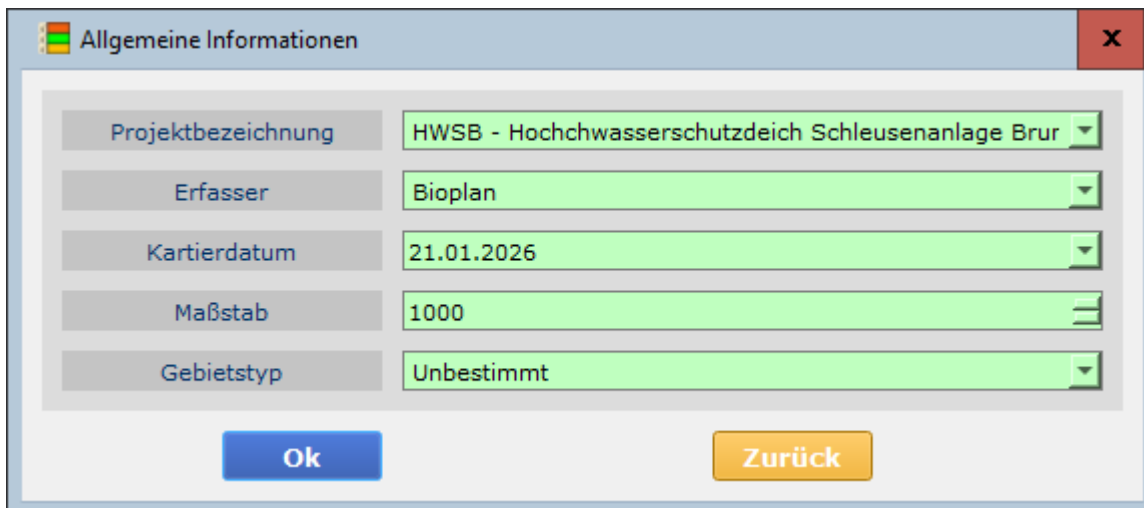 Allgemeine Informationen x
Projektbezeichnung HWSB - Hochchwasserschutzdeich Schleusenanlage Brur
Erfasser Bioplan
Kartierdatum 21.01.2026
Maßstab 1000
Gebietstyp Unbestimmt
Ok Zurück